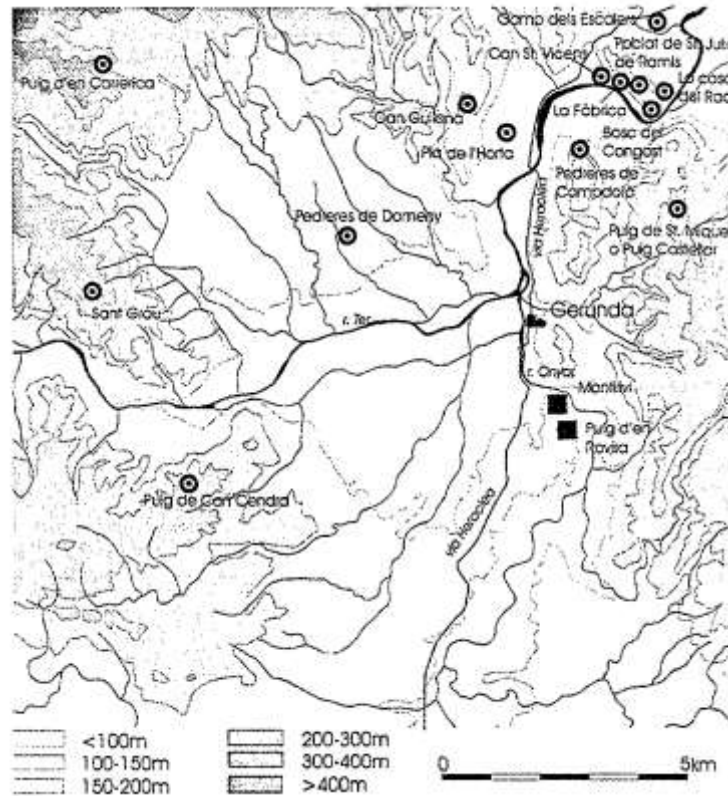 Camp dels Escalers
Can St. Vicenç
Poblat de St. Julià
de Ramis
Puig d'en Carrerica
La casa
del Rac
Can Guilana
La Fàbrica
Pla de l'Horta
Bosc del
Congost
Pedreres de
Campdorà
via Heraclea
Pedreres de Domeny
Puig de St. Miquel
o Puig Castellar
Sant Grau
r. Ter
Gerunda
r. Onyar
Montilivi
Puig d'en
Rovira
Puig de Can Cendra
via Heraclea
<100m
100-150m
150-200m
200-300m
300-400m
>400m
0 5km